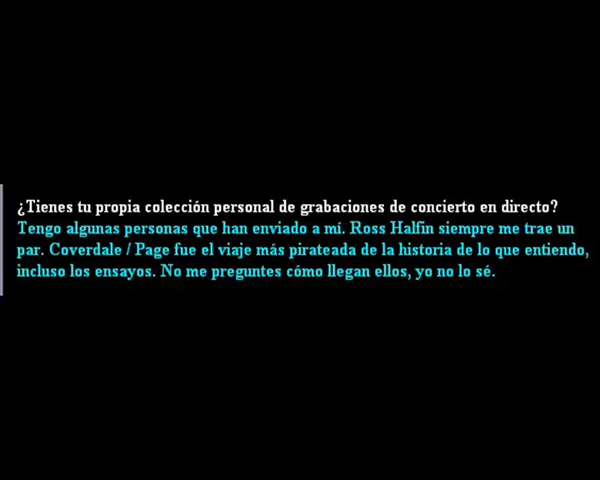 ¿Tienes tu propia colección personal de grabaciones de concierto en directo?
Tengo algunas personas que han enviado a mí. Ross Halfin siempre me trae un
par. Coverdale / Page fue el viaje más pirateada de la historia de lo que entiendo,
incluso los ensayos. No me preguntes cómo llegan ellos, yo no lo sé.